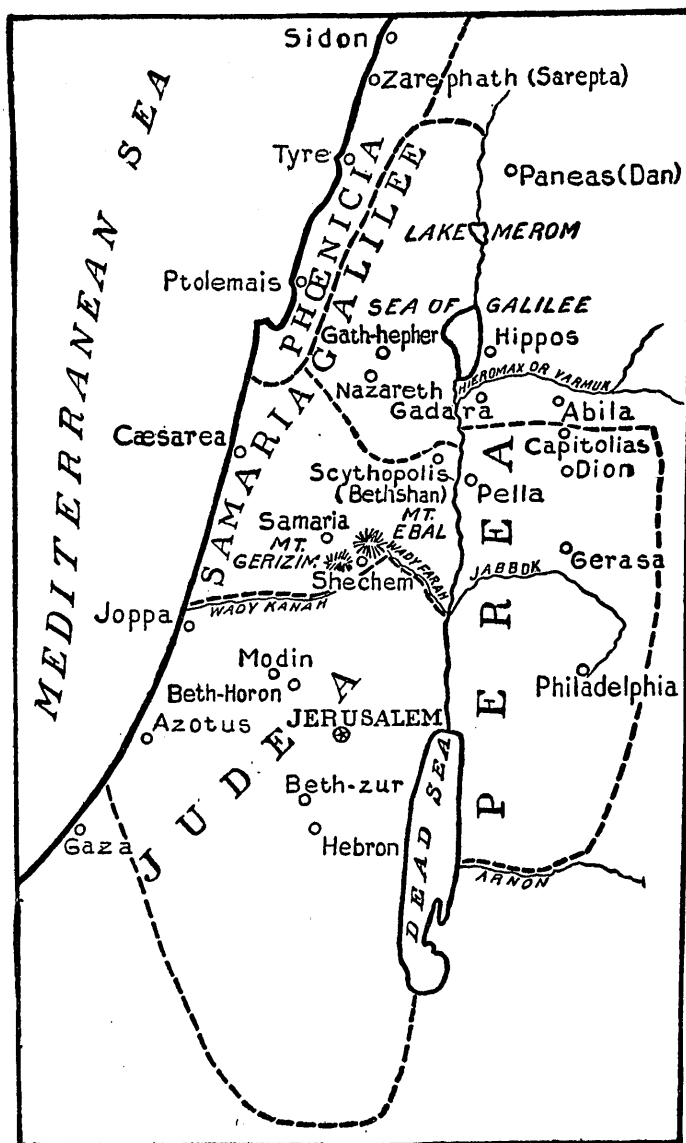 Sidon
Zarephath (Sarepta)
MEDITERRANEAN SEA
Tyre
PHŒNICIA
GALILEE
Paneas (Dan)
LAKE MEROM
Ptolemais
SEA OF GALILEE
Gath-hepher
Hippos
HIEROMAX OR YARMUK
Nazareth
Gadara
Abila
SAMARIA
Cæsarea
Capitolias
Scythopolis
(Bethshan)
Dion
Pella
PEREA
Samaria
MT.
EBAL
MT.
GERIZIM
WADY FARAH
Gerasa
Shechem
JABBOK
WADY KANAH
Joppa
Modin
Beth-Horon
Philadelphia
JERUSALEM
Azotus
JUDEA
Beth-zur
DEAD SEA
Gaza
Hebron
ARNON